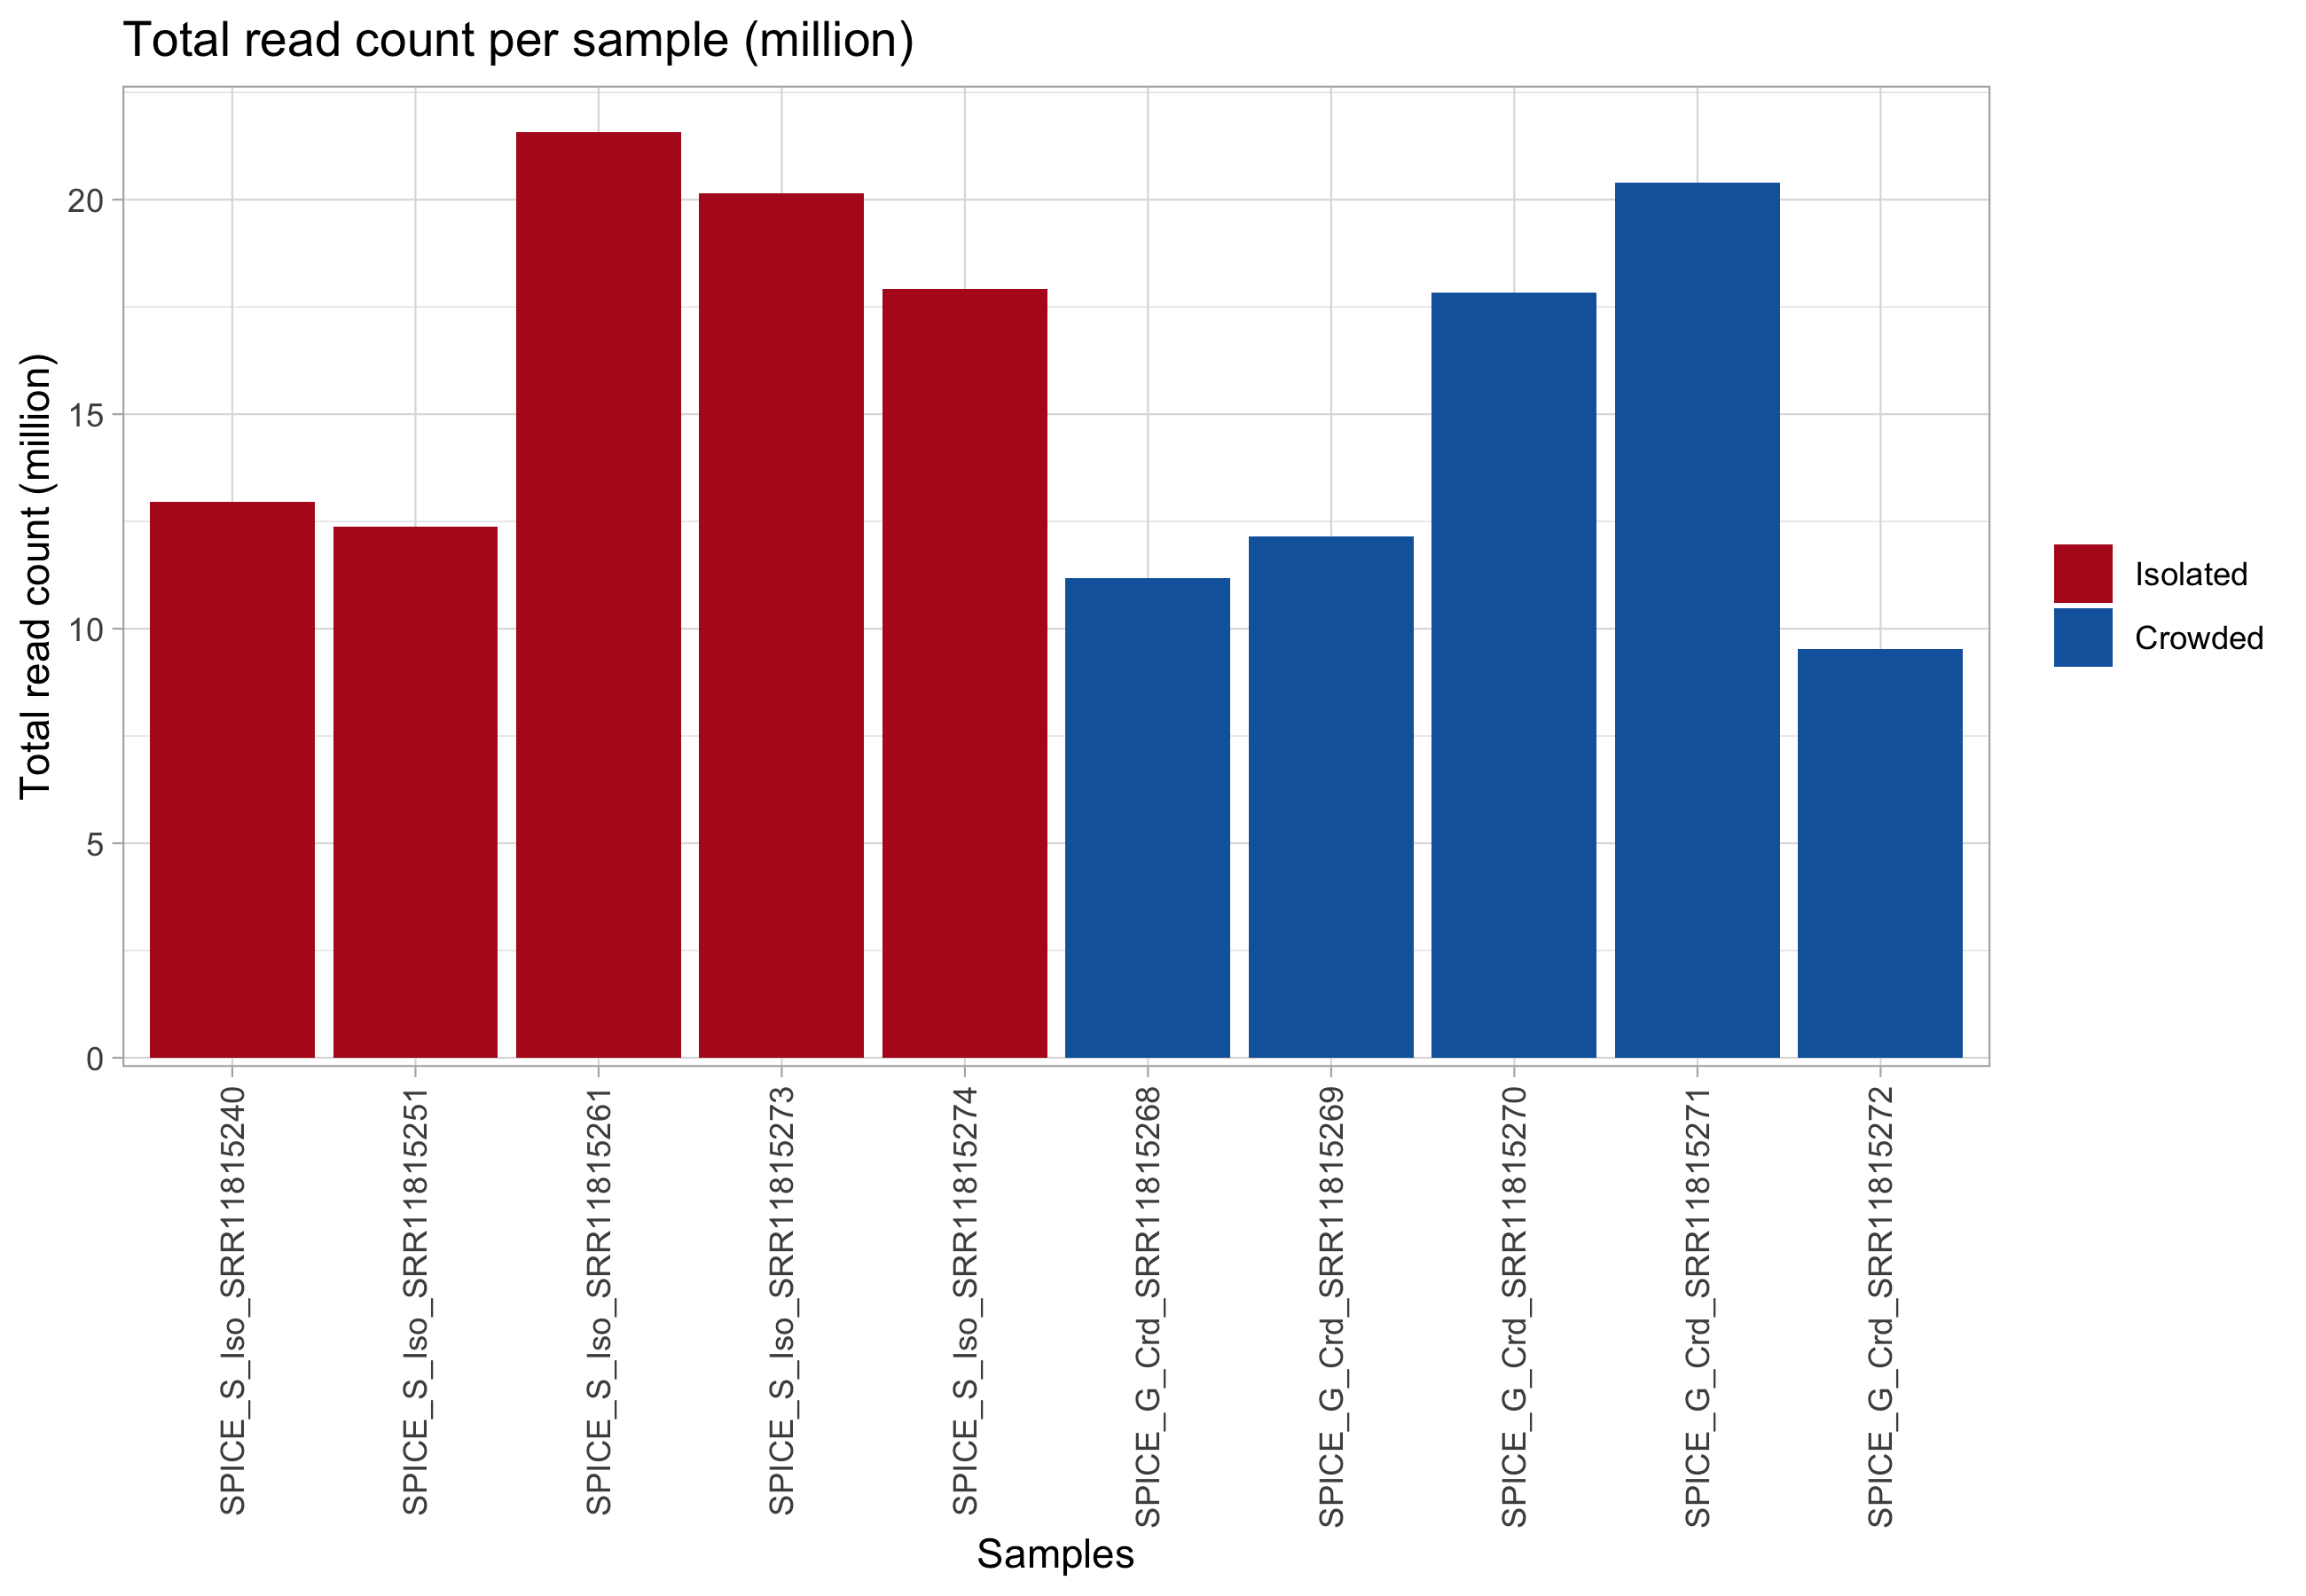 Total read count per sample (million)
Total read count (million)
20
15
10
5
0
SPICE_S_Iso_SRR11815240
SPICE_S_Iso_SRR11815251
SPICE_S_Iso_SRR11815261
SPICE_S_Iso_SRR11815273
SPICE_S_Iso_SRR11815274
SPICE_G_Crd_SRR11815268
SPICE_G_Crd_SRR11815269
SPICE_G_Crd_SRR11815270
SPICE_G_Crd_SRR11815271
SPICE_G_Crd_SRR11815272
Samples
Isolated
Crowded